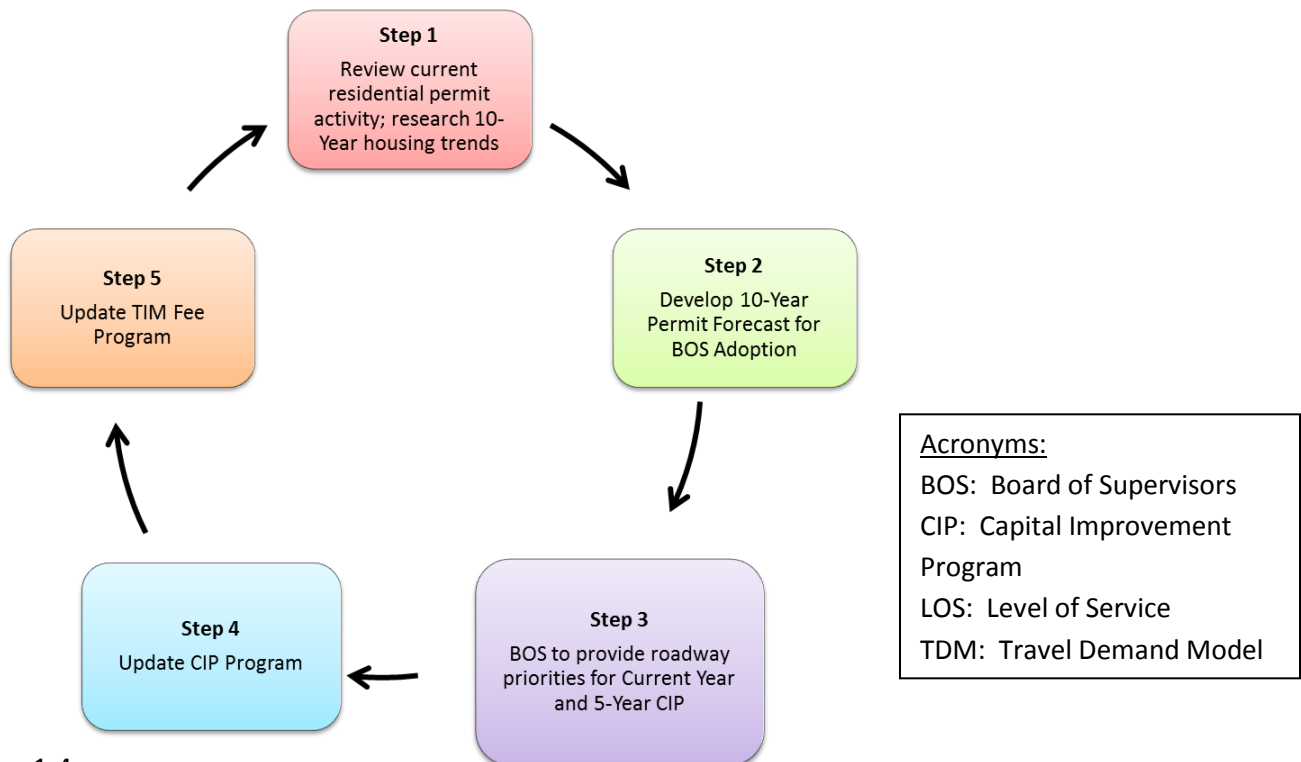 Step 1
Review current
residential permit
activity; research 10-
Year housing trends
Step 2
Develop 10-Year
Permit Forecast for
BOS Adoption
Step 3
BOS to provide roadway
priorities for Current Year
and 5-Year CIP
Step 4
Update CIP Program
Step 5
Update TIM Fee
Program
Acronyms:
BOS:  Board of Supervisors
CIP:  Capital Improvement
Program
LOS:  Level of Service
TDM:  Travel Demand Model